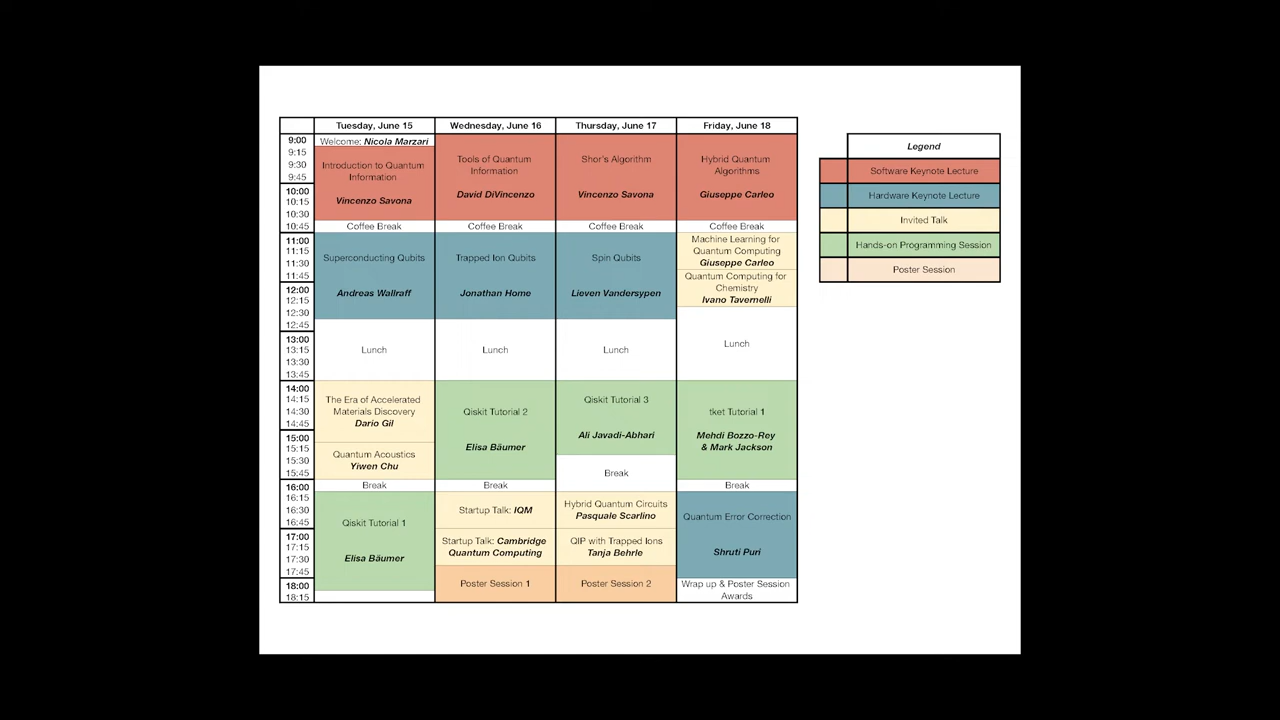 Tuesday, June 15
Wednesday, June 16
Thursday, June 17
Friday, June 18
9:00
9:15
9:30
9:45
10:00
10:15
10:30
10:45
11:00
11:15
11:30
11:45
12:00
12:15
12:30
12:45
13:00
13:15
13:30
13:45
14:00
14:15
14:30
14:45
15:00
15:15
15:30
15:45
16:00
16:15
16:30
16:45
17:00
17:15
17:30
17:45
18:00
18:15
Welcome: Nicola Marzari
Introduction to Quantum
Information
Vincenzo Savona
Coffee Break
Superconducting Qubits
Andreas Wallraff
Lunch
The Era of Accelerated
Materials Discovery
Dario Gil
Quantum Acoustics
Yiwen Chu
Break
Qiskit Tutorial 1
Elisa Bäumer
Tools of Quantum
Information
David DiVincenzo
Coffee Break
Trapped Ion Qubits
Jonathan Home
Lunch
Qiskit Tutorial 2
Elisa Bäumer
Break
Startup Talk: IQM
Startup Talk: Cambridge
Quantum Computing
Poster Session 1
Shor's Algorithm
Vincenzo Savona
Coffee Break
Spin Qubits
Lieven Vandersypen
Lunch
Qiskit Tutorial 3
Ali Javadi-Abhari
Break
Hybrid Quantum Circuits
Pasquale Scarlino
QIP with Trapped Ions
Tanja Behrle
Poster Session 2
Hybrid Quantum
Algorithms
Giuseppe Carleo
Coffee Break
Machine Learning for
Quantum Computing
Giuseppe Carleo
Quantum Computing for
Chemistry
Ivano Tavernelli
Lunch
tket Tutorial 1
Mehdi Bozzo-Rey
& Mark Jackson
Break
Quantum Error Correction
Shruti Puri
Wrap up & Poster Session
Awards
Legend
Software Keynote Lecture
Hardware Keynote Lecture
Invited Talk
Hands-on Programming Session
Poster Session